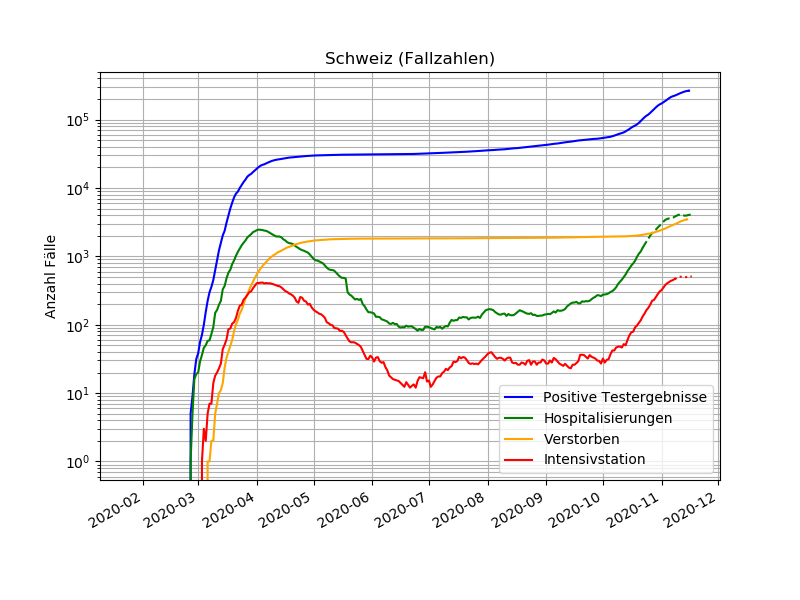 Schweiz (Fallzahlen)
Anzahl Fälle
10⁵
10⁴
10³
10²
10¹
10⁰
Positive Testergebnisse
Hospitalisierungen
Verstorben
Intensivstation
2020-02
2020-03
2020-04
2020-05
2020-06
2020-07
2020-08
2020-09
2020-10
2020-11
2020-12